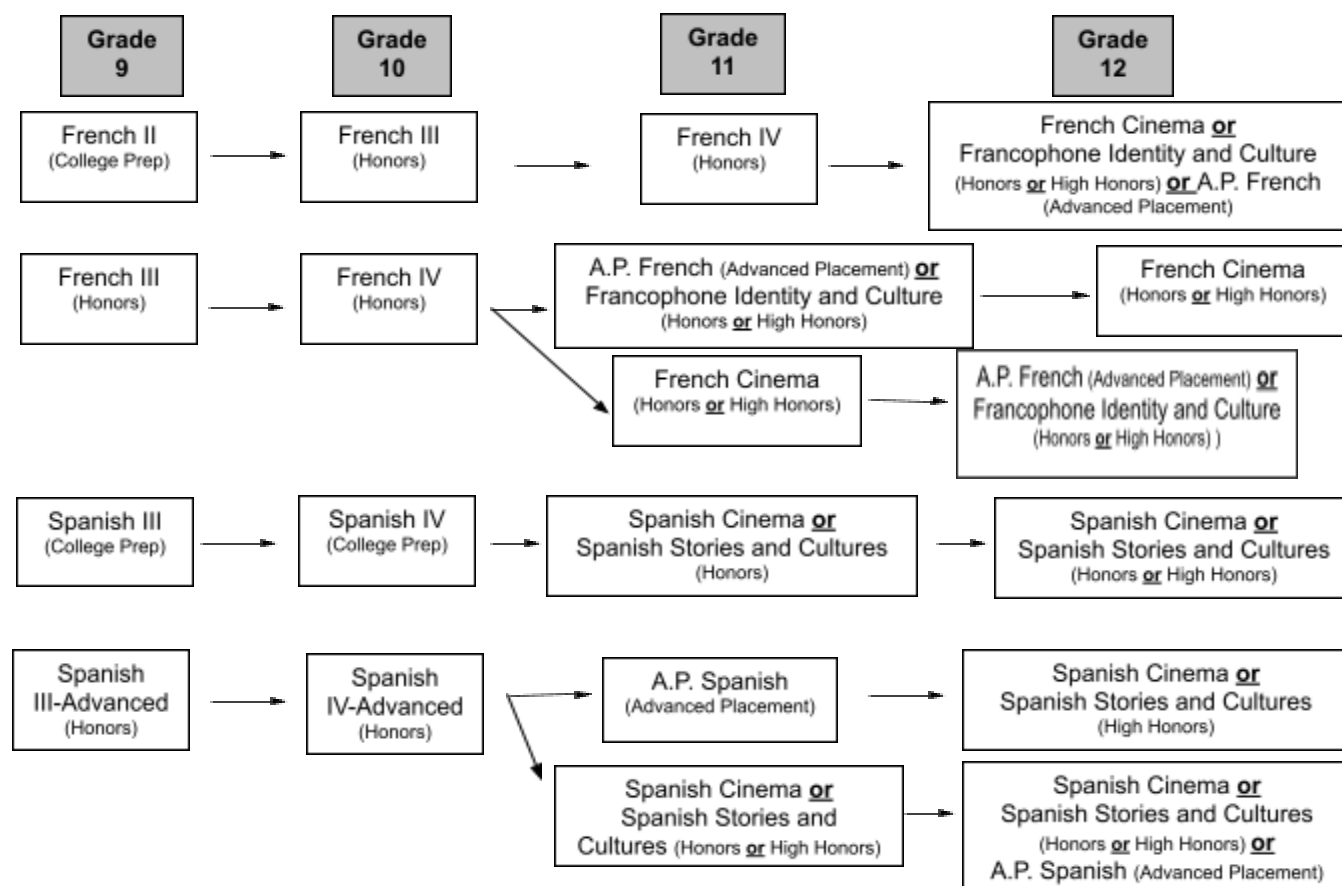 Grade
9
Grade
10
Grade
11
Grade
12
French II
(College Prep)
French III
(Honors)
French IV
(Honors)
French Cinema or
Francophone Identity and Culture
(Honors or High Honors) or A.P. French
(Advanced Placement)
French III
(Honors)
French IV
(Honors)
A.P. French (Advanced Placement) or
Francophone Identity and Culture
(Honors or High Honors)
French Cinema
(Honors or High Honors)
French Cinema
(Honors or High Honors)
A.P. French (Advanced Placement) or
Francophone Identity and Culture
(Honors or High Honors) )
Spanish III
(College Prep)
Spanish IV
(College Prep)
Spanish Cinema or
Spanish Stories and Cultures
(Honors)
Spanish Cinema or
Spanish Stories and Cultures
(Honors or High Honors)
Spanish
III-Advanced
(Honors)
Spanish
IV-Advanced
(Honors)
A.P. Spanish
(Advanced Placement)
Spanish Cinema or
Spanish Stories and Cultures
(High Honors)
Spanish Cinema or
Spanish Stories and
Cultures (Honors or High Honors)
Spanish Cinema or
Spanish Stories and Cultures
(Honors or High Honors) or
A.P. Spanish (Advanced Placement)